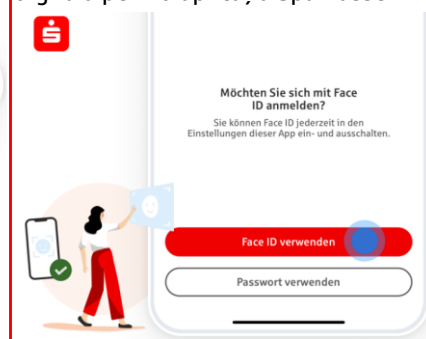 Möchten Sie sich mit Face
ID anmelden?
Sie können Face ID jederzeit in den
Einstellungen dieser App ein- und ausschalten.
Face ID verwenden
Passwort verwenden